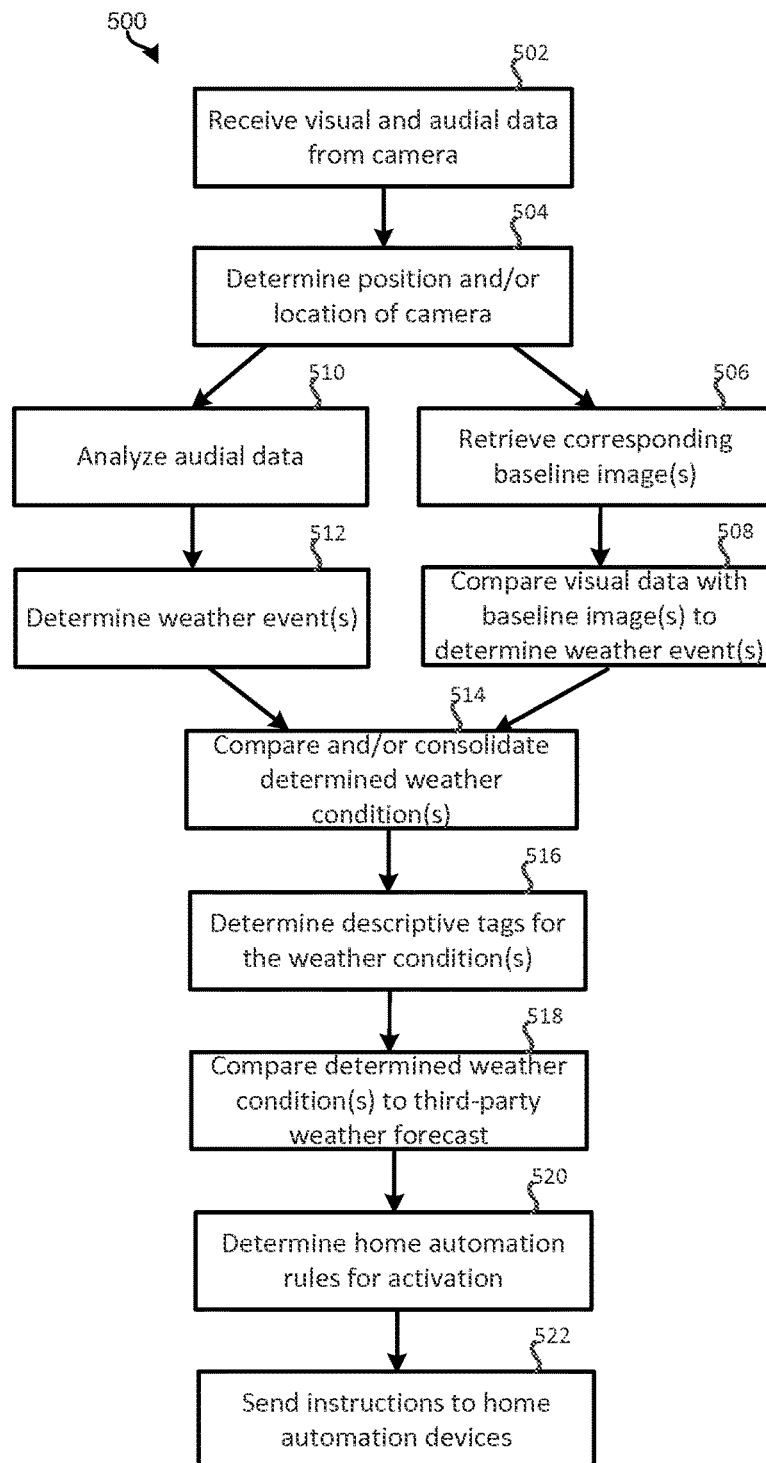 500
502
Receive visual and audial data
from camera
504
Determine position and/or
location of camera
510
Analyze audial data
506
Retrieve corresponding
baseline image(s)
512
Determine weather event(s)
508
Compare visual data with
baseline image(s) to
determine weather event(s)
514
Compare and/or consolidate
determined weather
condition(s)
516
Determine descriptive tags for
the weather condition(s)
518
Compare determined weather
condition(s) to third-party
weather forecast
520
Determine home automation
rules for activation
522
Send instructions to home
automation devices